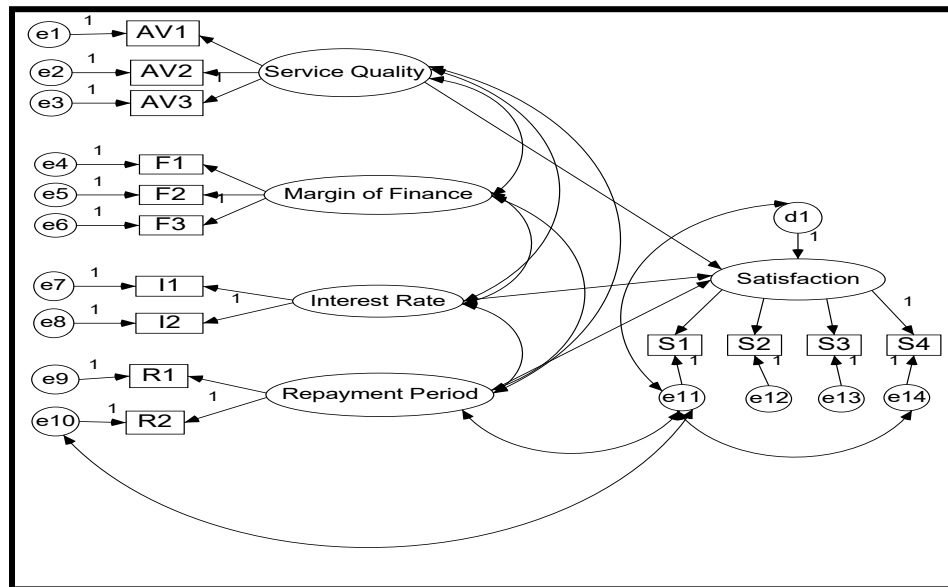 e1 1 AV1
e2 1 AV2 1 Service Quality
e3 1 AV3
e4 1 F1
e5 1 F2 1 Margin of Finance
e6 1 F3
d1
1
e7 1 I1
Satisfaction
Interest Rate
e8 1 I2 1
1
S1 S2 S3 S4
1 1 1 1
e9 1 R1
Repayment Period
1
e11 e12 e13 e14
e10 1 R2